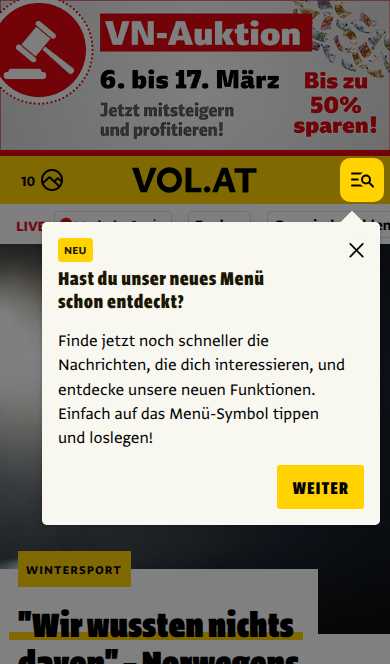 VN-Auktion
6. bis 17. März
Jetzt mitsteigern
und profitieren!
Bis zu
50%
sparen!
10
VOL.AT
LIVE
NEU
Hast du unser neues Menü
schon entdeckt?
Finde jetzt noch schneller die
Nachrichten, die dich interessieren, und
entdecke unsere neuen Funktionen.
Einfach auf das Menü-Symbol tippen
und loslegen!
WEITER
WINTERSPORT
"Wir wussten nichts
davon" – Norwegens